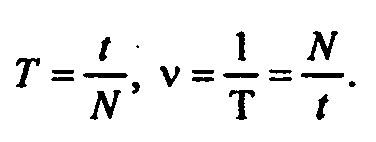 T = t/N, ν = 1/T = N/t.